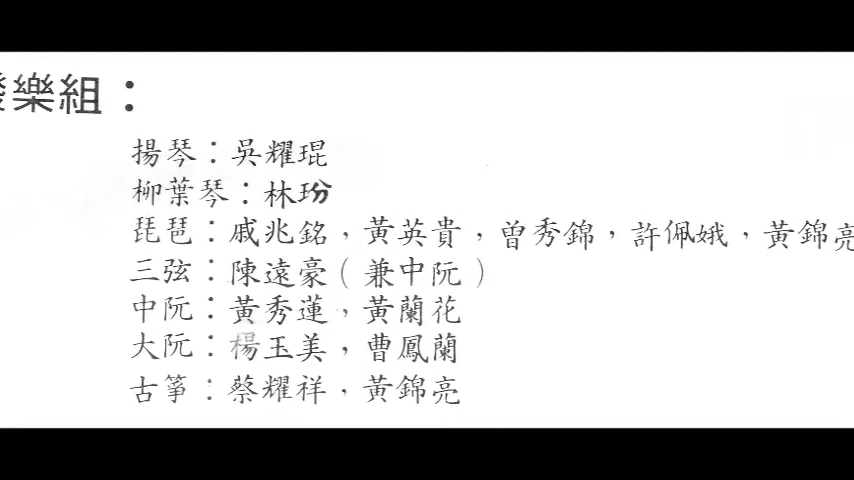 樂組：
揚琴：吳耀琨
柳葉琴：林玢
琵琶：戚兆銘，黃英貴，曾秀錦，許佩娥，黃錦亮
三弦：陳遠豪（兼中阮）
中阮：黃秀蓮，黃蘭花
大阮：楊玉美，曹鳳蘭
古箏：蔡耀祥，黃錦亮